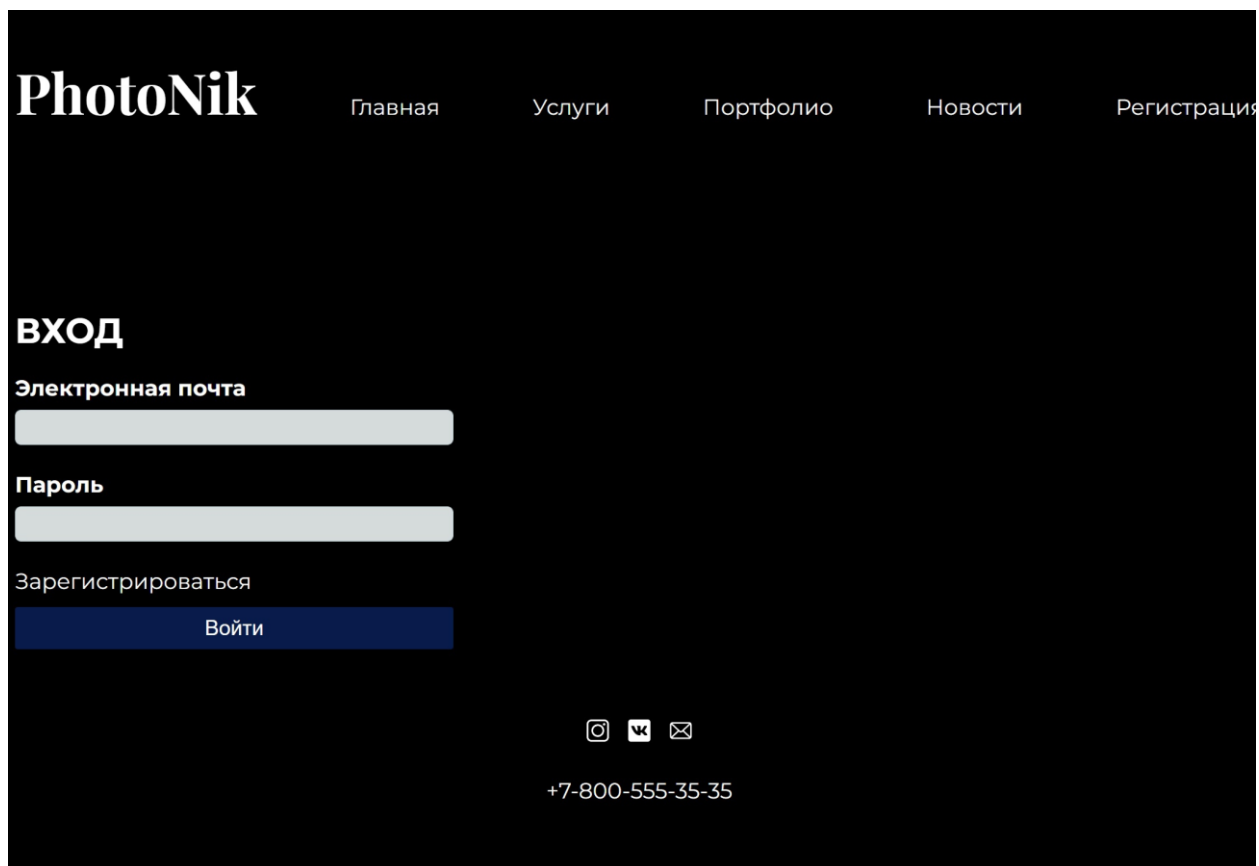 PhotoNik Главная Услуги Портфолио Новости Регистрация
ВХОД
Электронная почта
Пароль
Зарегистрироваться
Войти
+7-800-555-35-35